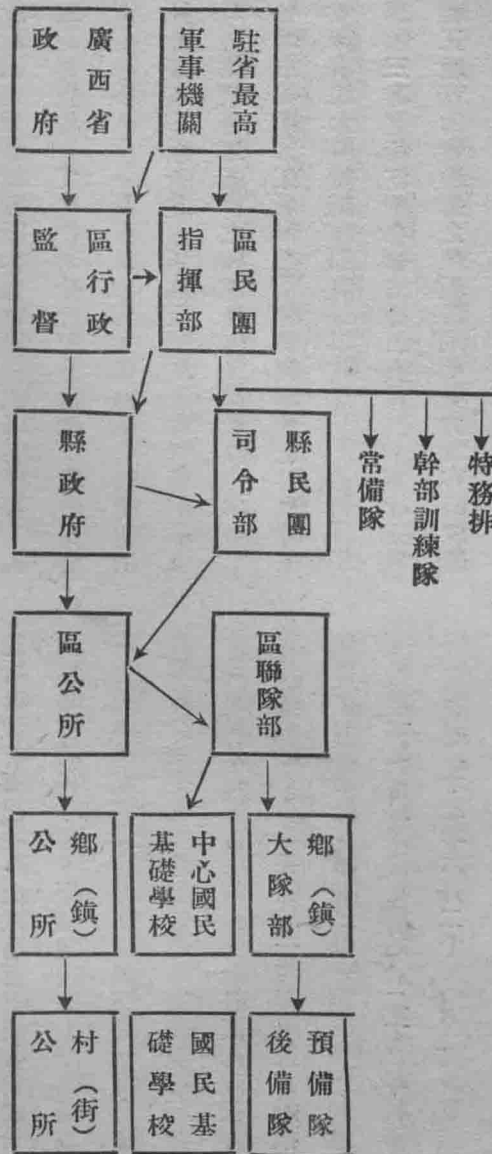 駐省最高
軍事機關
廣西省
政府
區民團
指揮部
區行政
監督
特務排
幹部訓練隊
常備隊
縣民團
司令部
縣政府
區聯隊部
區公所
鄉（鎮）
大隊部
中心國民
基礎學校
鄉（鎮）
公所
預備隊
後備隊
國民基
礎學校
村（街）
公所